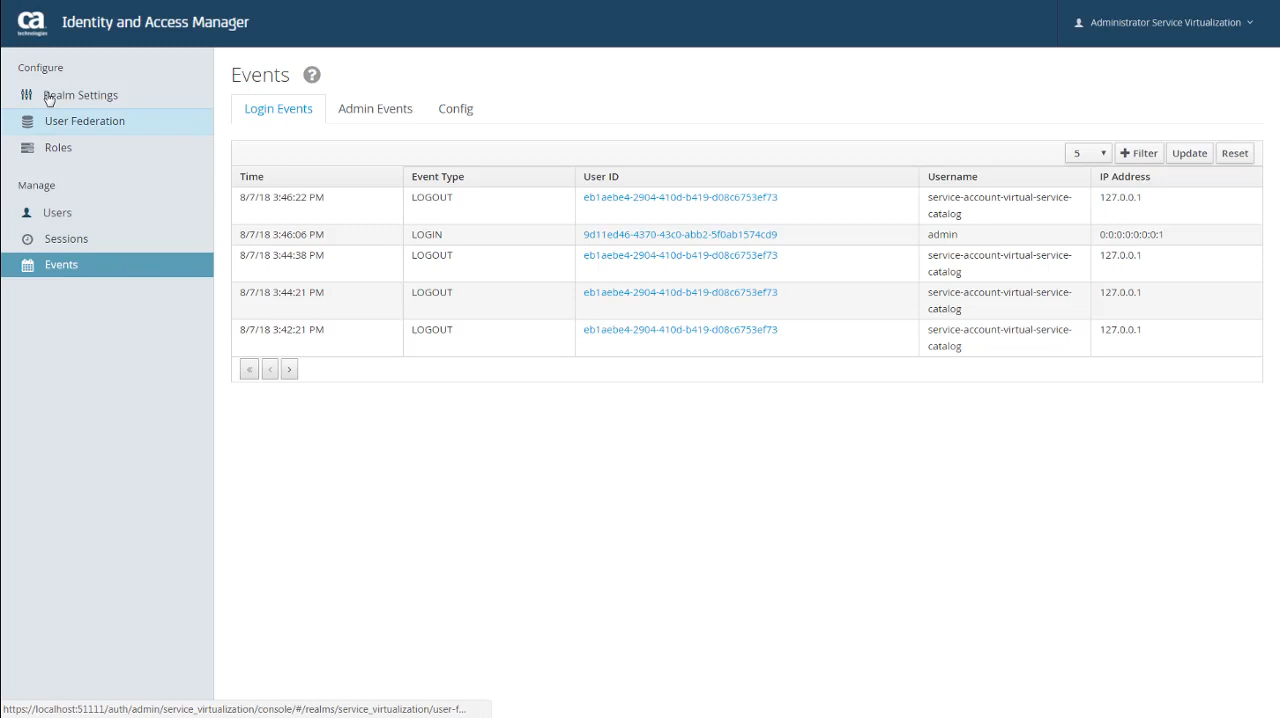 ca
technologies
Identity and Access Manager
Administrator Service Virtualization
Configure
Realm Settings
User Federation
Roles
Manage
Users
Sessions
Events
Events ?
Login Events Admin Events Config
5 Filter Update Reset
Time Event Type User ID Username IP Address
8/7/18 3:46:22 PM LOGOUT eb1aebe4-2904-410d-b419-d08c6753ef73 service-account-virtual-service- 127.0.0.1
catalog
8/7/18 3:46:06 PM LOGIN 9d11ed46-4370-43c0-abb2-5f0ab1574cd9 admin 0:0:0:0:0:0:0:1
8/7/18 3:44:38 PM LOGOUT eb1aebe4-2904-410d-b419-d08c6753ef73 service-account-virtual-service- 127.0.0.1
catalog
8/7/18 3:44:21 PM LOGOUT eb1aebe4-2904-410d-b419-d08c6753ef73 service-account-virtual-service- 127.0.0.1
catalog
8/7/18 3:42:21 PM LOGOUT eb1aebe4-2904-410d-b419-d08c6753ef73 service-account-virtual-service- 127.0.0.1
catalog
« ‹ ›
https://localhost:51111/auth/admin/service_virtualization/console/#/realms/service_virtualization/user-f...